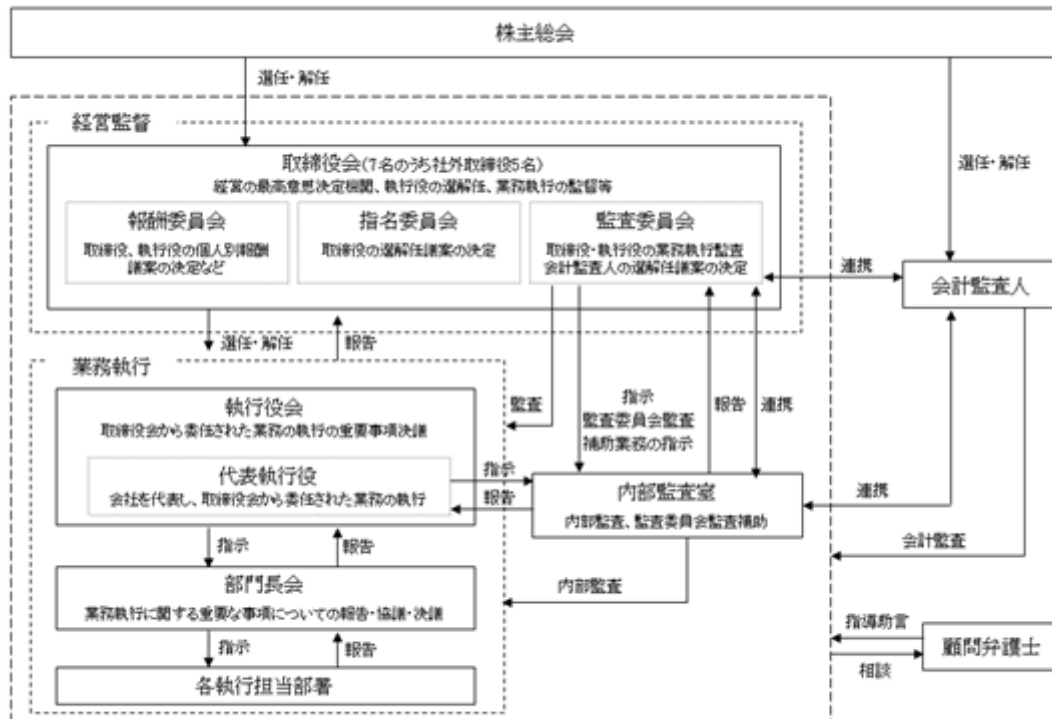 株主総会
選任・解任
選任・解任
経営監督
取締役会(7名のうち社外取締役5名)
経営の最高意思決定機関、執行役の選解任、業務執行の監督等
報酬委員会
取締役、執行役の個人別報酬
議案の決定など
指名委員会
取締役の選解任議案の決定
監査委員会
取締役・執行役の業務執行監査
会計監査人の選解任議案の決定
連携
会計監査人
選任・解任
報告
業務執行
執行役会
取締役会から委任された業務の執行の重要事項決議
代表執行役
会社を代表し、取締役会から委任された業務の執行
監査
指示
監査委員会監査
補助業務の指示
報告
連携
指示
報告
内部監査室
内部監査、監査委員会監査補助
連携
会計監査
指示
報告
部門長会
業務執行に関する重要な事項についての報告・協議・決議
内部監査
指示
報告
各執行担当部署
指導助言
相談
顧問弁護士